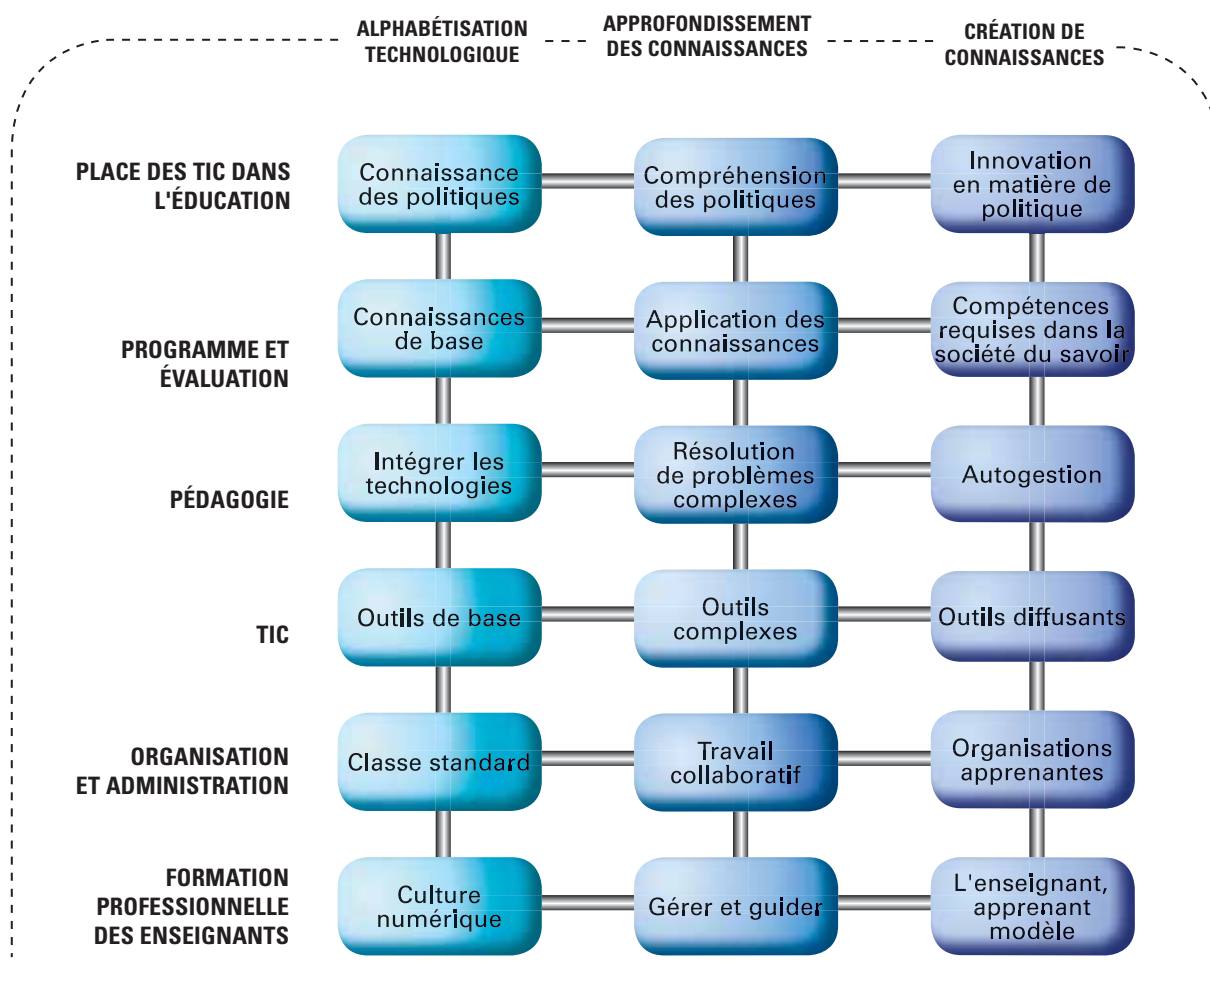 ALPHABÉTISATION
TECHNOLOGIQUE
APPROFONDISSEMENT
DES CONNAISSANCES
CRÉATION DE
CONNAISSANCES
PLACE DES TIC DANS
L'ÉDUCATION
Connaissance
des politiques
Compréhension
des politiques
Innovation
en matière de
politique
PROGRAMME ET
ÉVALUATION
Connaissances
de base
Application des
connaissances
Compétences
requises dans la
société du savoir
PÉDAGOGIE
Intégrer les
technologies
Résolution
de problèmes
complexes
Autogestion
TIC
Outils de base
Outils
complexes
Outils diffusants
ORGANISATION
ET ADMINISTRATION
Classe standard
Travail
collaboratif
Organisations
apprenantes
FORMATION
PROFESSIONNELLE
DES ENSEIGNANTS
Culture
numérique
Gérer et guider
L'enseignant,
apprenant
modèle